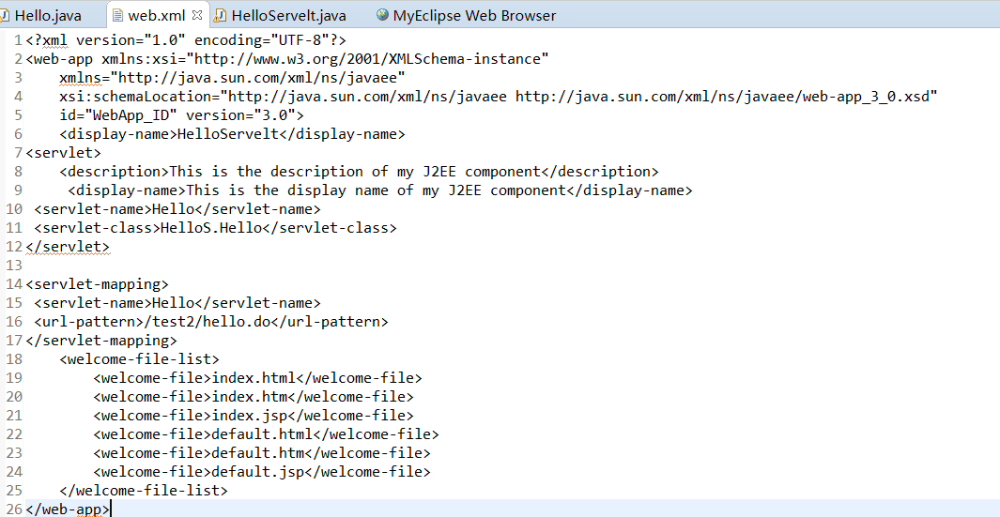 Hello.java web.xml HelloServelt.java MyEclipse Web Browser
1 <?xml version="1.0" encoding="UTF-8"?>
2 <web-app xmlns:xsi="http://www.w3.org/2001/XMLSchema-instance"
3     xmlns="http://java.sun.com/xml/ns/javaee"
4     xsi:schemaLocation="http://java.sun.com/xml/ns/javaee http://java.sun.com/xml/ns/javaee/web-app_3_0.xsd"
5     id="WebApp_ID" version="3.0">
6     <display-name>HelloServelt</display-name>
7 <servlet>
8     <description>This is the description of my J2EE component</description>
9      <display-name>This is the display name of my J2EE component</display-name>
10  <servlet-name>Hello</servlet-name>
11  <servlet-class>HelloS.Hello</servlet-class>
12 </servlet>
13
14 <servlet-mapping>
15  <servlet-name>Hello</servlet-name>
16  <url-pattern>/test2/hello.do</url-pattern>
17 </servlet-mapping>
18     <welcome-file-list>
19         <welcome-file>index.html</welcome-file>
20         <welcome-file>index.htm</welcome-file>
21         <welcome-file>index.jsp</welcome-file>
22         <welcome-file>default.html</welcome-file>
23         <welcome-file>default.htm</welcome-file>
24         <welcome-file>default.jsp</welcome-file>
25     </welcome-file-list>
26 </web-app>